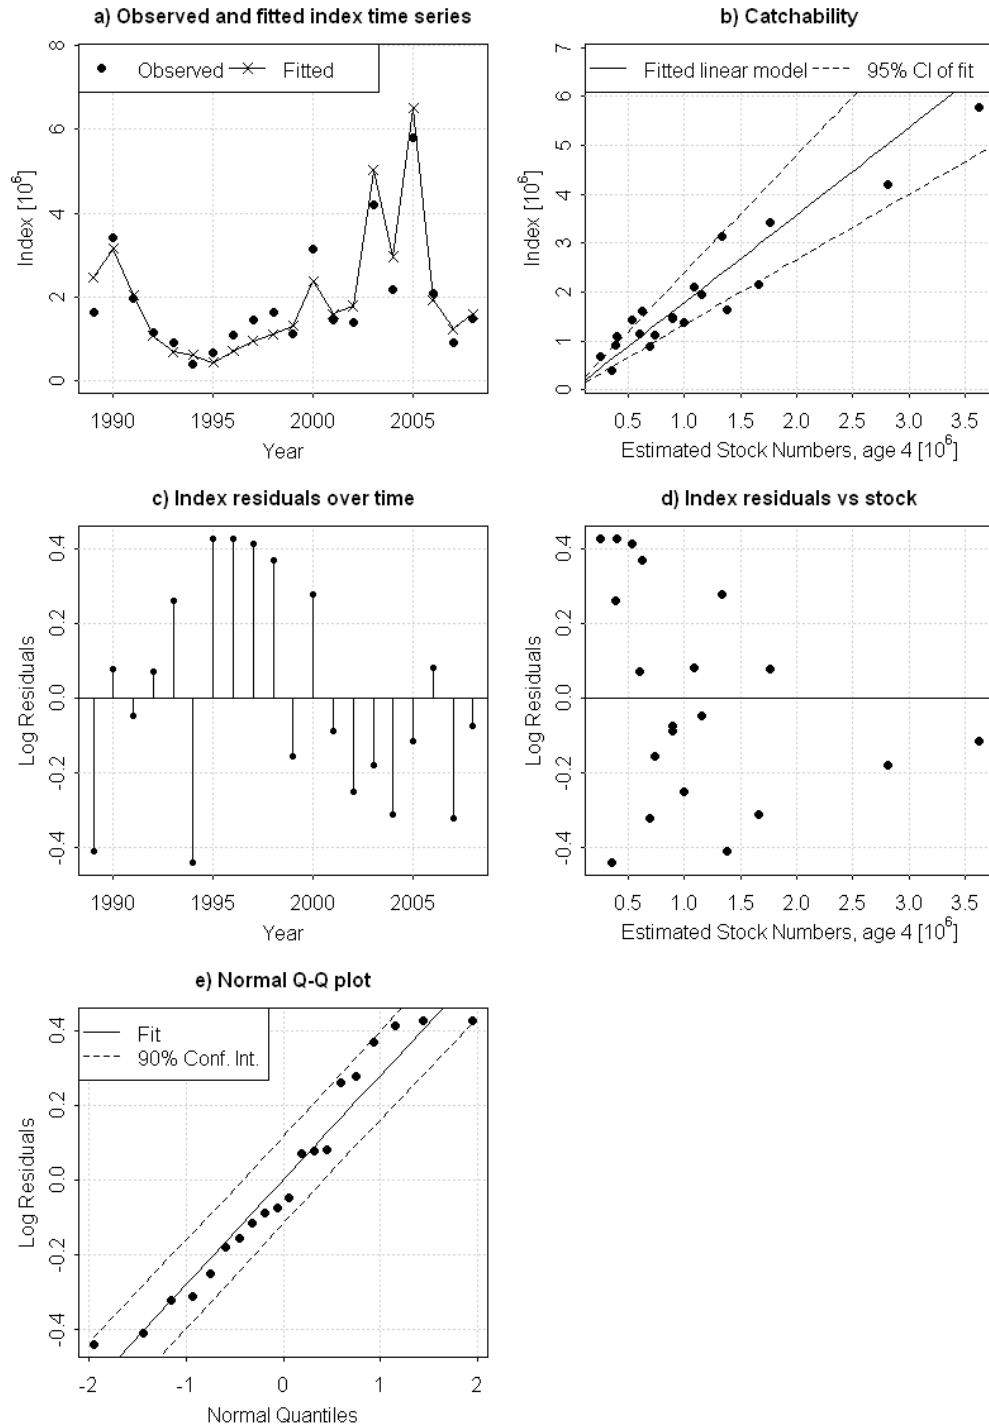 a) Observed and fitted index time series
Observed
Fitted
Index [10^6]
0
2
4
6
8
1990
1995
2000
2005
Year
b) Catchability
Fitted linear model
95% CI of fit
Index [10^6]
0
1
2
3
4
5
6
7
0.5
1.0
1.5
2.0
2.5
3.0
3.5
Estimated Stock Numbers, age 4 [10^6]
c) Index residuals over time
Log Residuals
-0.4
-0.2
0.0
0.2
0.4
1990
1995
2000
2005
Year
d) Index residuals vs stock
Log Residuals
-0.4
-0.2
0.0
0.2
0.4
0.5
1.0
1.5
2.0
2.5
3.0
3.5
Estimated Stock Numbers, age 4 [10^6]
e) Normal Q-Q plot
Fit
90% Conf. Int.
Log Residuals
-0.4
-0.2
0.0
0.2
0.4
-2
-1
0
1
2
Normal Quantiles